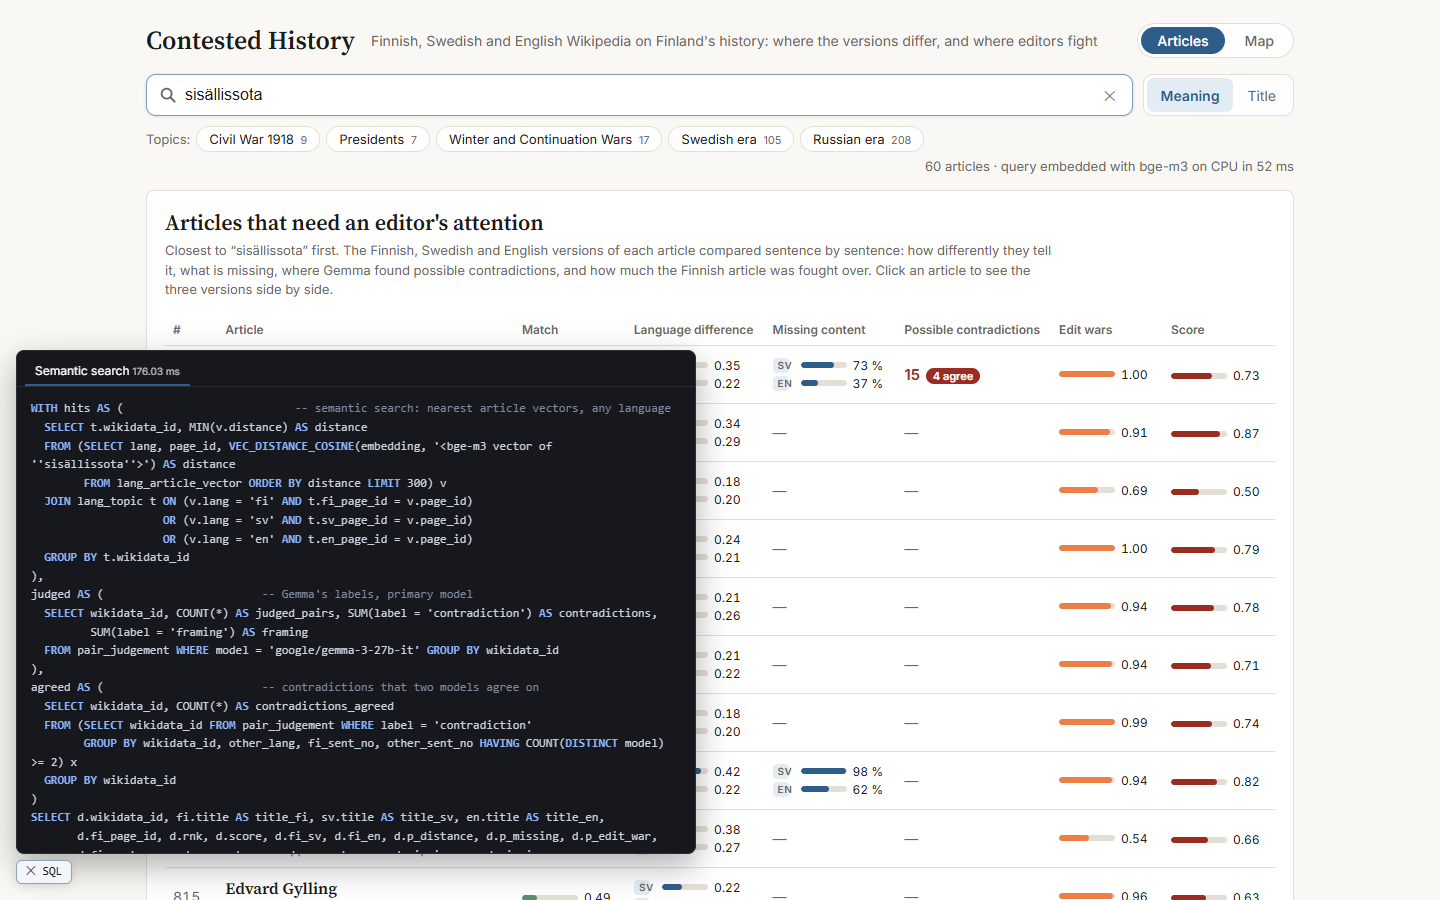 Contested History
Finnish, Swedish and English Wikipedia on Finland's history: where the versions differ, and where editors fight
Articles Map
sisällissota
Meaning Title
Topics: Civil War 1918 9 Presidents 7 Winter and Continuation Wars 17 Swedish era 105 Russian era 208
60 articles · query embedded with bge-m3 on CPU in 52 ms
Articles that need an editor's attention
Closest to “sisällissota” first. The Finnish, Swedish and English versions of each article compared sentence by sentence: how differently they tell
it, what is missing, where Gemma found possible contradictions, and how much the Finnish article was fought over. Click an article to see the
three versions side by side.
# Article Match Language difference Missing content Possible contradictions Edit wars Score
0.35 SV 73 % 15 4 agree 1.00 0.73
0.22 EN 37 %
0.34 — — 0.91 0.87
0.29
0.18 — — 0.69 0.50
0.20
0.24 — — 1.00 0.79
0.21
0.21 — — 0.94 0.78
0.26
0.21 — — 0.94 0.71
0.22
0.18 — — 0.99 0.74
0.20
0.42 SV 98 % — 0.94 0.82
0.22 EN 62 %
0.38 — — 0.54 0.66
0.27
815 Edvard Gylling 0.49 SV 0.22 — — 0.96 0.63
Semantic search 176.03 ms
WITH hits AS ( -- semantic search: nearest article vectors, any language
SELECT t.wikidata_id, MIN(v.distance) AS distance
FROM (SELECT lang, page_id, VEC_DISTANCE_COSINE(embedding, '<bge-m3 vector of
''sisällissota''>') AS distance
FROM lang_article_vector ORDER BY distance LIMIT 300) v
JOIN lang_topic t ON (v.lang = 'fi' AND t.fi_page_id = v.page_id)
OR (v.lang = 'sv' AND t.sv_page_id = v.page_id)
OR (v.lang = 'en' AND t.en_page_id = v.page_id)
GROUP BY t.wikidata_id
),
judged AS ( -- Gemma's labels, primary model
SELECT wikidata_id, COUNT(*) AS judged_pairs, SUM(label = 'contradiction') AS contradictions,
SUM(label = 'framing') AS framing
FROM pair_judgement WHERE model = 'google/gemma-3-27b-it' GROUP BY wikidata_id
),
agreed AS ( -- contradictions that two models agree on
SELECT wikidata_id, COUNT(*) AS contradictions_agreed
FROM (SELECT wikidata_id FROM pair_judgement WHERE label = 'contradiction'
GROUP BY wikidata_id, other_lang, fi_sent_no, other_sent_no HAVING COUNT(DISTINCT model)
>= 2) x
GROUP BY wikidata_id
)
SELECT d.wikidata_id, fi.title AS title_fi, sv.title AS title_sv, en.title AS title_en,
d.fi_page_id, d.rnk, d.score, d.fi_sv, d.fi_en, d.p_distance, d.p_missing, d.p_edit_war,
SQL